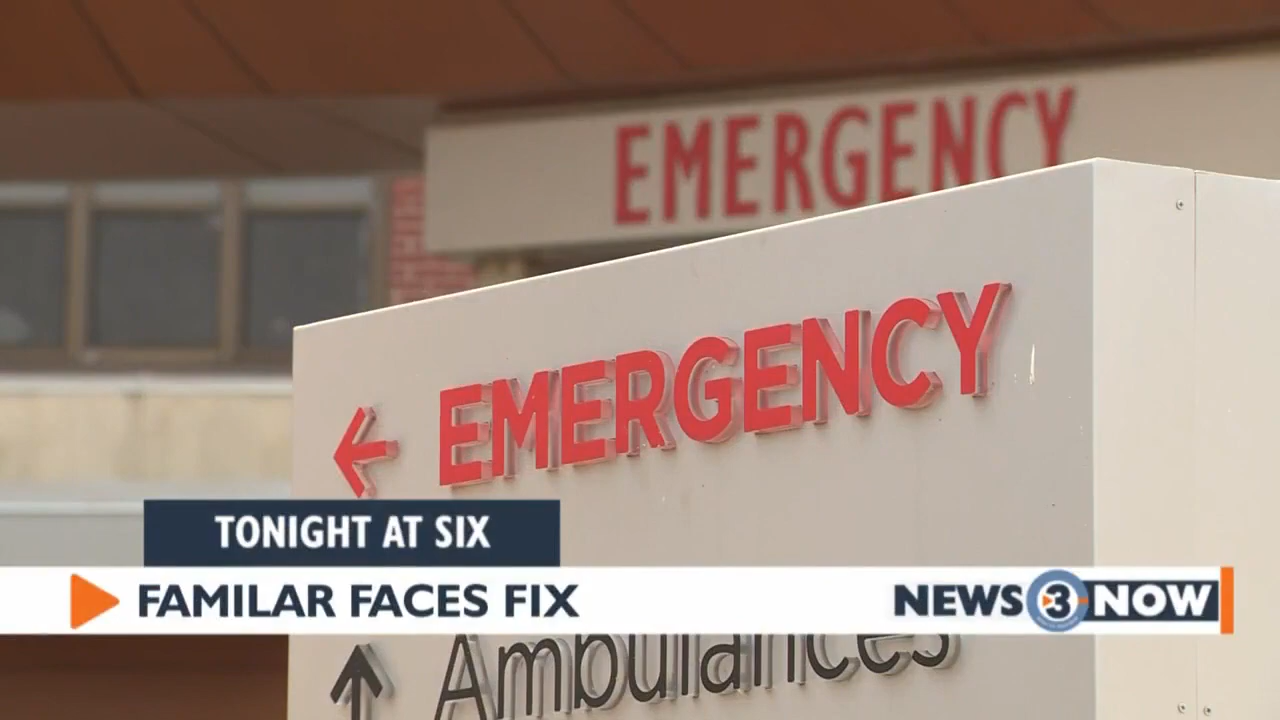 EMERGENCY
← EMERGENCY
TONIGHT AT SIX
FAMILAR FACES FIX
NEWS 3 NOW
↑ Ambulances